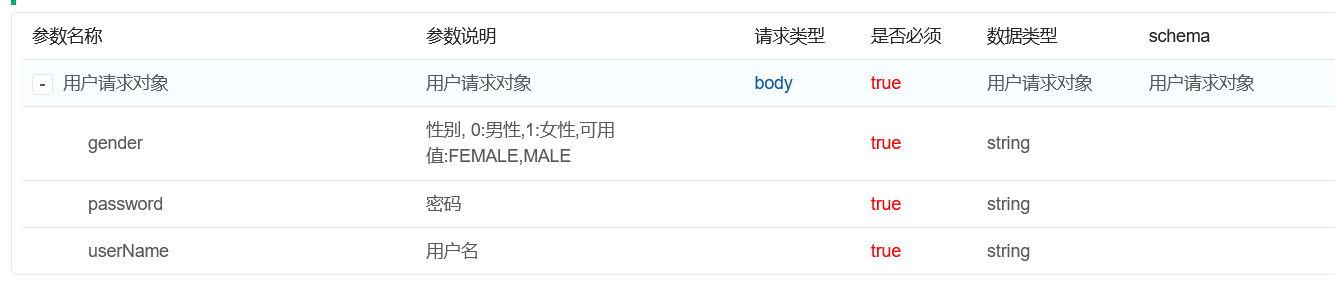 参数名称 参数说明 请求类型 是否必须 数据类型 schema
- 用户请求对象 用户请求对象 body true 用户请求对象 用户请求对象
gender 性别, 0:男性,1:女性,可用
值:FEMALE,MALE true string
password 密码 true string
userName 用户名 true string